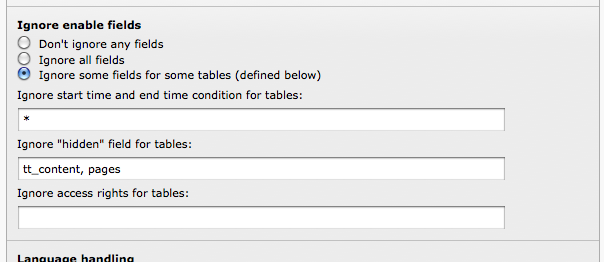 Ignore enable fields
Don't ignore any fields
Ignore all fields
Ignore some fields for some tables (defined below)
Ignore start time and end time condition for tables:
*
Ignore "hidden" field for tables:
tt_content, pages
Ignore access rights for tables:
Language handling